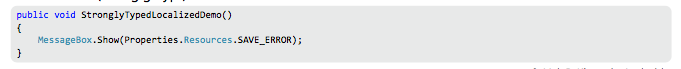 public void StronglyTypedLocalizedDemo()
{
MessageBox.Show(Properties.Resources.SAVE_ERROR);
}